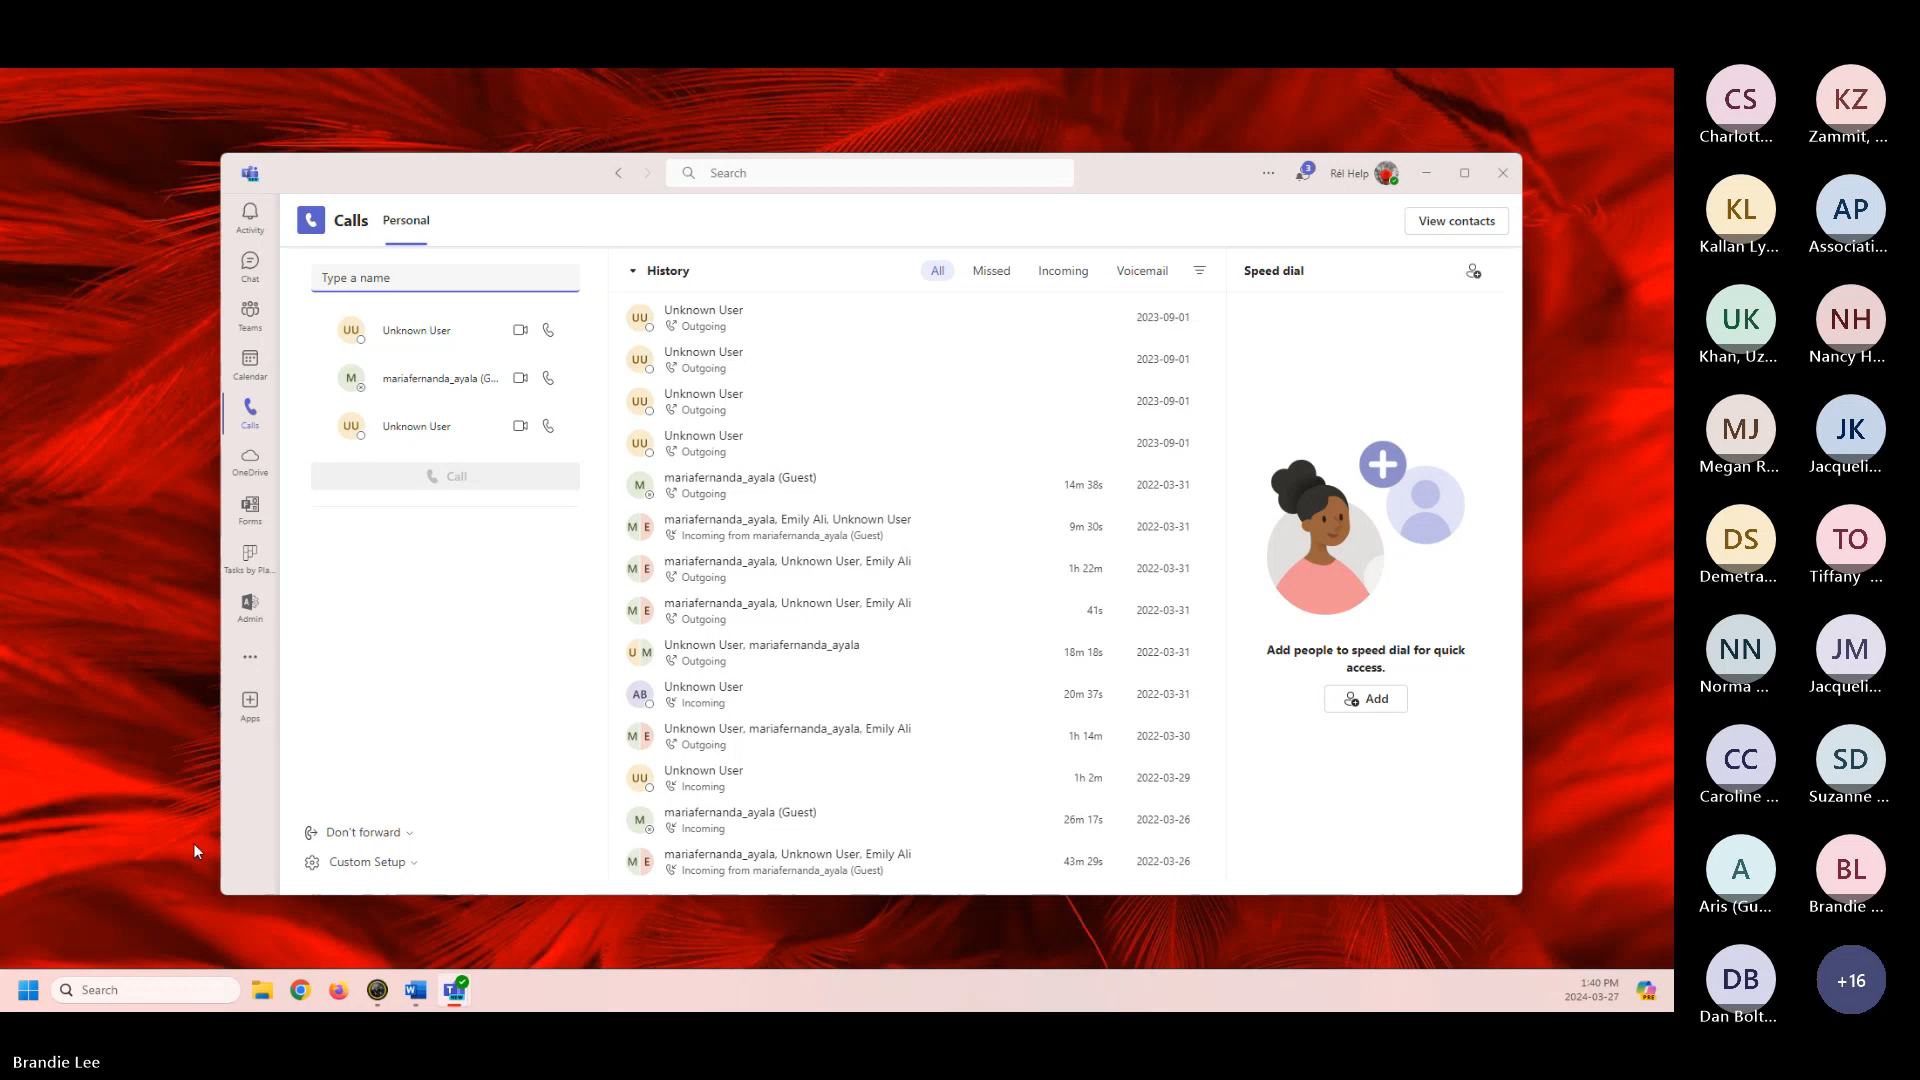 Search
3
Rél Help
Calls
Personal
View contacts
Activity
Chat
Teams
Calendar
Calls
OneDrive
Forms
Tasks by Pla...
Admin
Apps
Type a name
UU Unknown User
M mariafernanda_ayala (G...
UU Unknown User
Call
Don't forward
Custom Setup
History
All Missed Incoming Voicemail
UU Unknown User 2023-09-01
Outgoing
UU Unknown User 2023-09-01
Outgoing
UU Unknown User 2023-09-01
Outgoing
UU Unknown User 2023-09-01
Outgoing
M mariafernanda_ayala (Guest) 14m 38s 2022-03-31
Outgoing
M E mariafernanda_ayala, Emily Ali, Unknown User 9m 30s 2022-03-31
Incoming from mariafernanda_ayala (Guest)
M E mariafernanda_ayala, Unknown User, Emily Ali 1h 22m 2022-03-31
Outgoing
M E mariafernanda_ayala, Unknown User, Emily Ali 41s 2022-03-31
Outgoing
U M Unknown User, mariafernanda_ayala 18m 18s 2022-03-31
Outgoing
AB Unknown User 20m 37s 2022-03-31
Incoming
M E Unknown User, mariafernanda_ayala, Emily Ali 1h 14m 2022-03-30
Outgoing
UU Unknown User 1h 2m 2022-03-29
Incoming
M mariafernanda_ayala (Guest) 26m 17s 2022-03-26
Incoming
M E mariafernanda_ayala, Unknown User, Emily Ali 43m 29s 2022-03-26
Incoming from mariafernanda_ayala (Guest)
Speed dial
Add people to speed dial for quick
access.
Add
Search
1:40 PM
2024-03-27
PRE
CS KZ
Charlott... Zammit, ...
KL AP
Kallan Ly... Associati...
UK NH
Khan, Uz... Nancy H...
MJ JK
Megan R... Jacqueli...
DS TO
Demetra... Tiffany ...
NN JM
Norma ... Jacqueli...
CC SD
Caroline ... Suzanne ...
A BL
Aris (Gu... Brandie ...
DB +16
Dan Bolt...
Brandie Lee